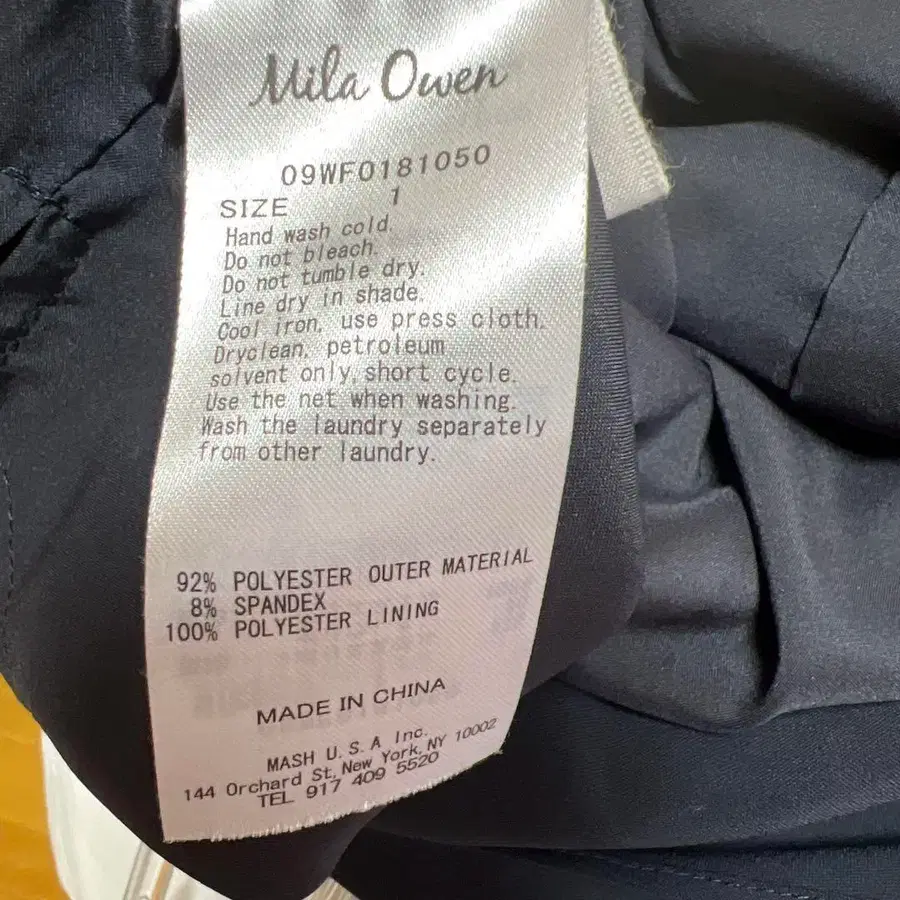 Mila Owen
09WF0181050
SIZE 1
Hand wash cold.
Do not bleach.
Do not tumble dry.
Line dry in shade.
Cool iron, use press cloth.
Dryclean, petroleum
solvent only, short cycle.
Use the net when washing.
Wash the laundry separately
from other laundry.
92% POLYESTER OUTER MATERIAL
8% SPANDEX
100% POLYESTER LINING
MADE IN CHINA
MASH U.S.A Inc.
144 Orchard St, New York, NY 10002
TEL 917 409 5520